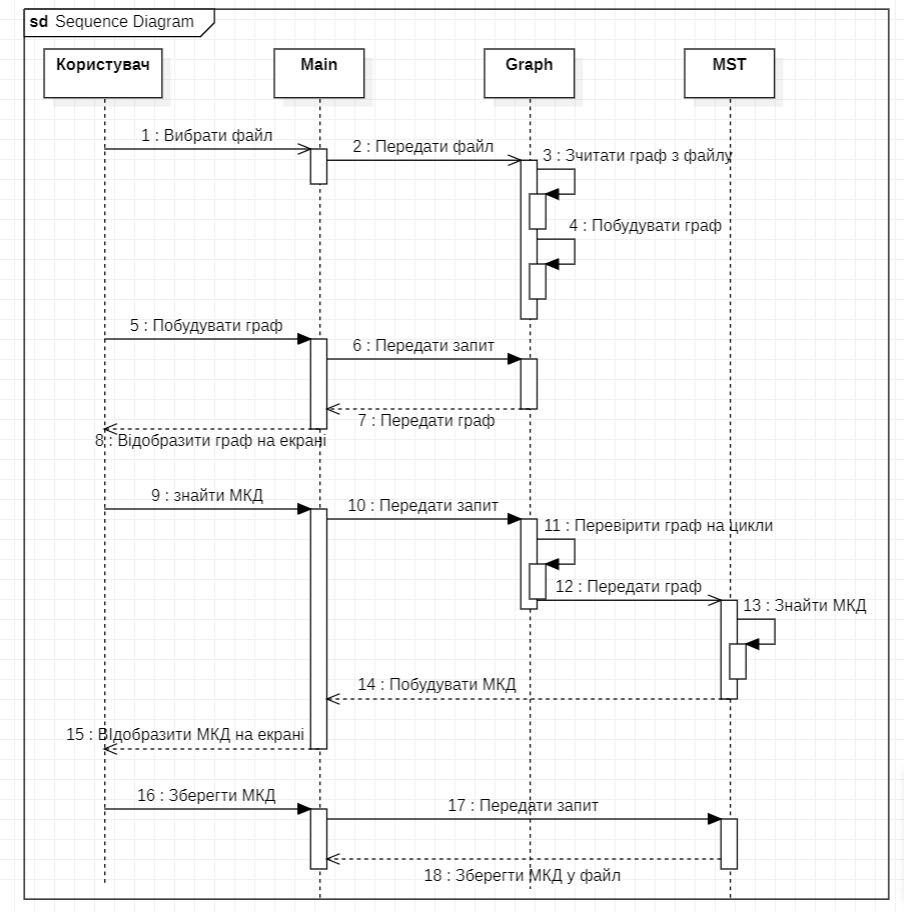 sd Sequence Diagram
Користувач
Main
Graph
MST
1 : Вибрати файл
2 : Передати файл
3 : Зчитати граф з файлу
4 : Побудувати граф
5 : Побудувати граф
6 : Передати запит
7 : Передати граф
8 : Відобразити граф на екрані
9 : знайти МКД
10 : Передати запит
11 : Перевірити граф на цикли
12 : Передати граф
13 : Знайти МКД
14 : Побудувати МКД
15 : ВІдобразити МКД на екрані
16 : Зберегти МКД
17 : Передати запит
18 : Зберегти МКД у файл